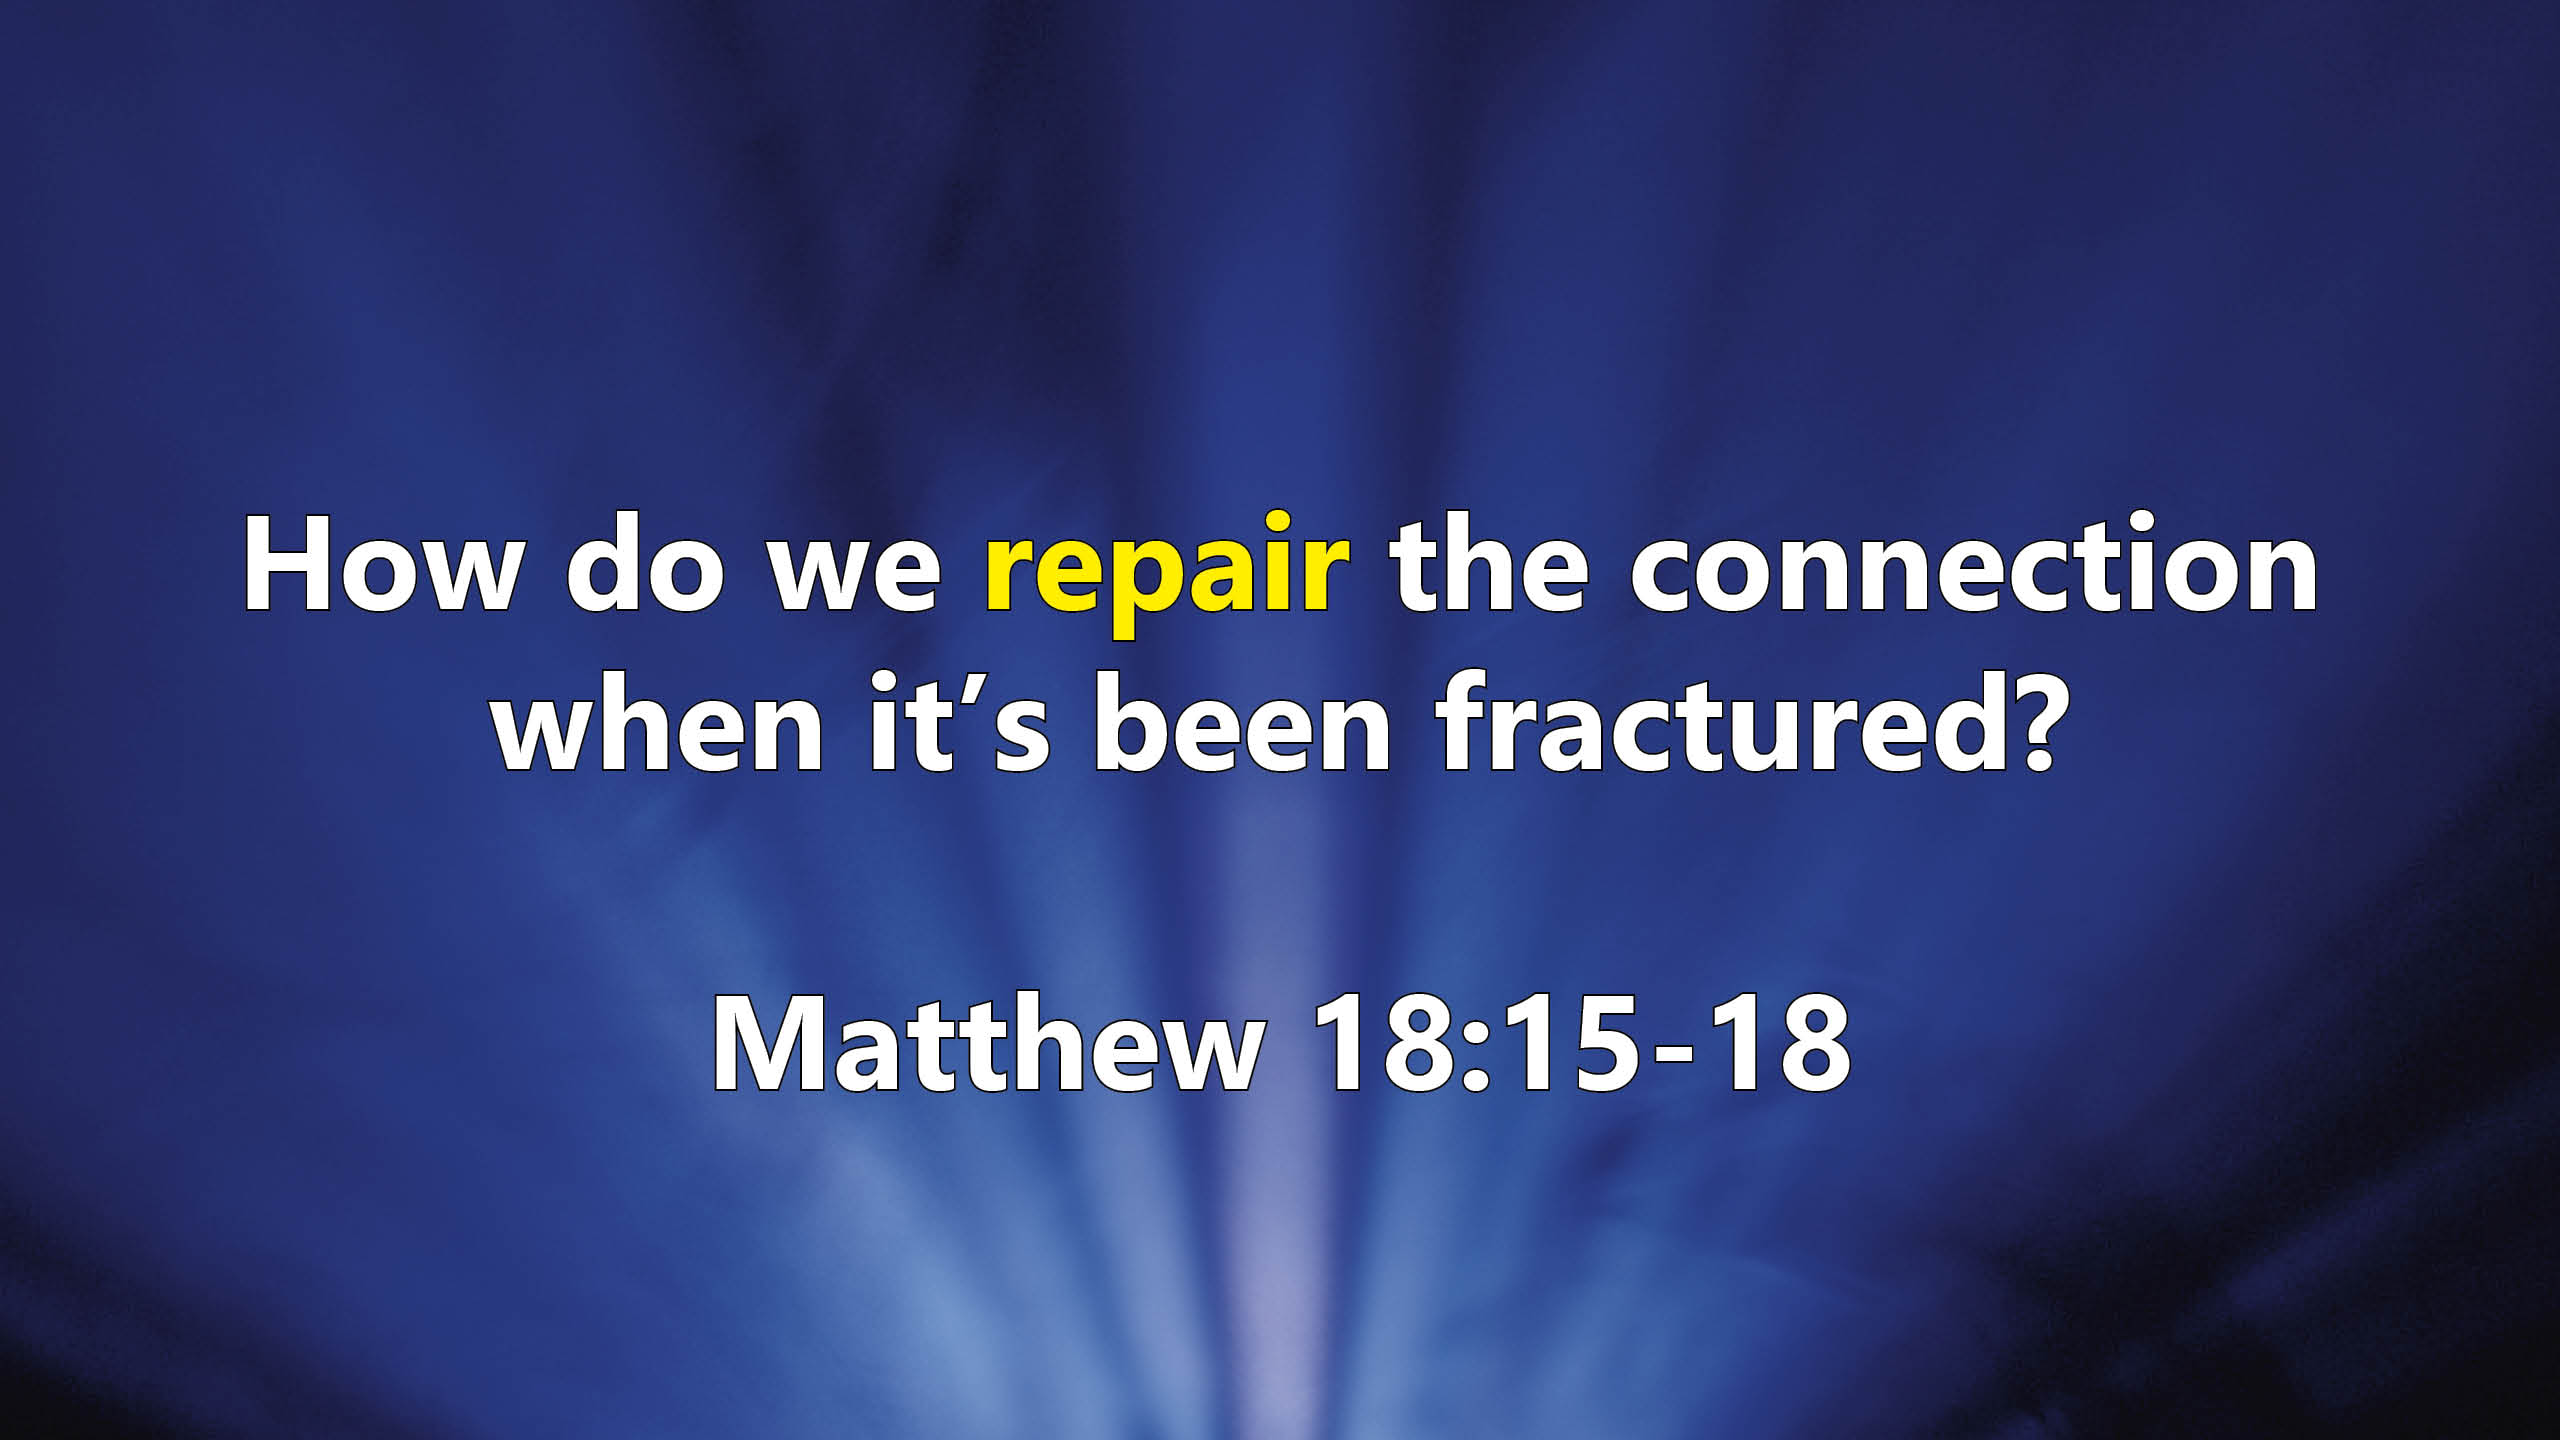 How do we repair the connection
when it’s been fractured?
Matthew 18:15-18